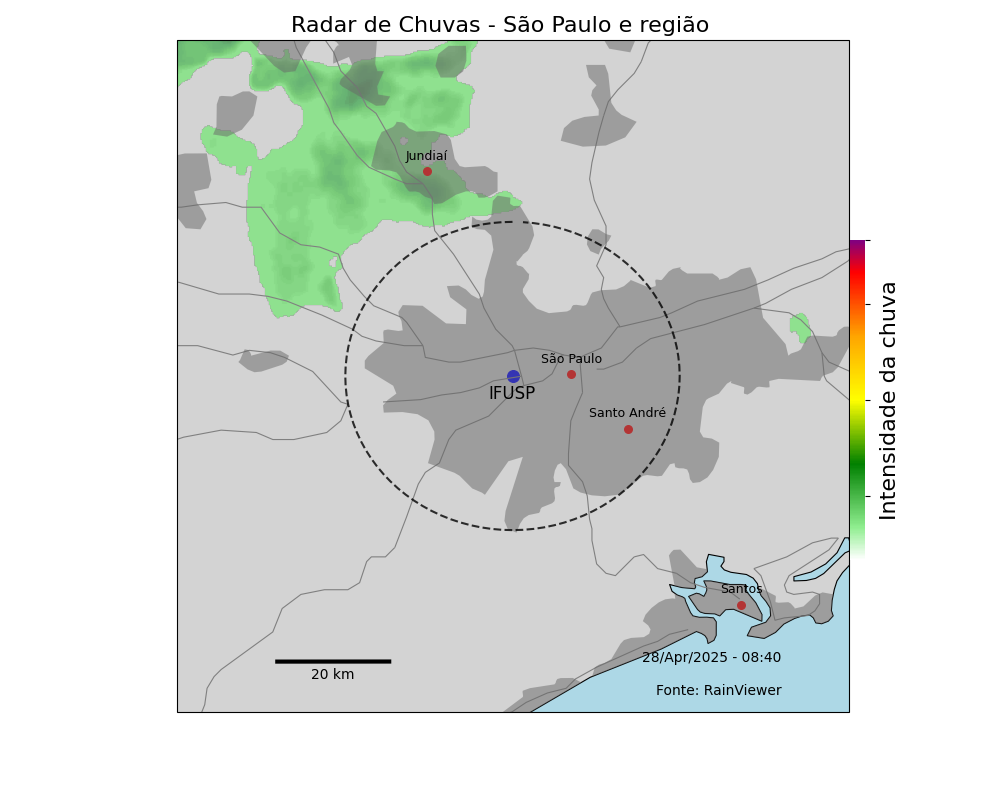 Radar de Chuvas - São Paulo e região
Jundiaí
São Paulo
IFUSP
Santo André
Intensidade da chuva
Santos
28/Apr/2025 - 08:40
20 km
Fonte: RainViewer